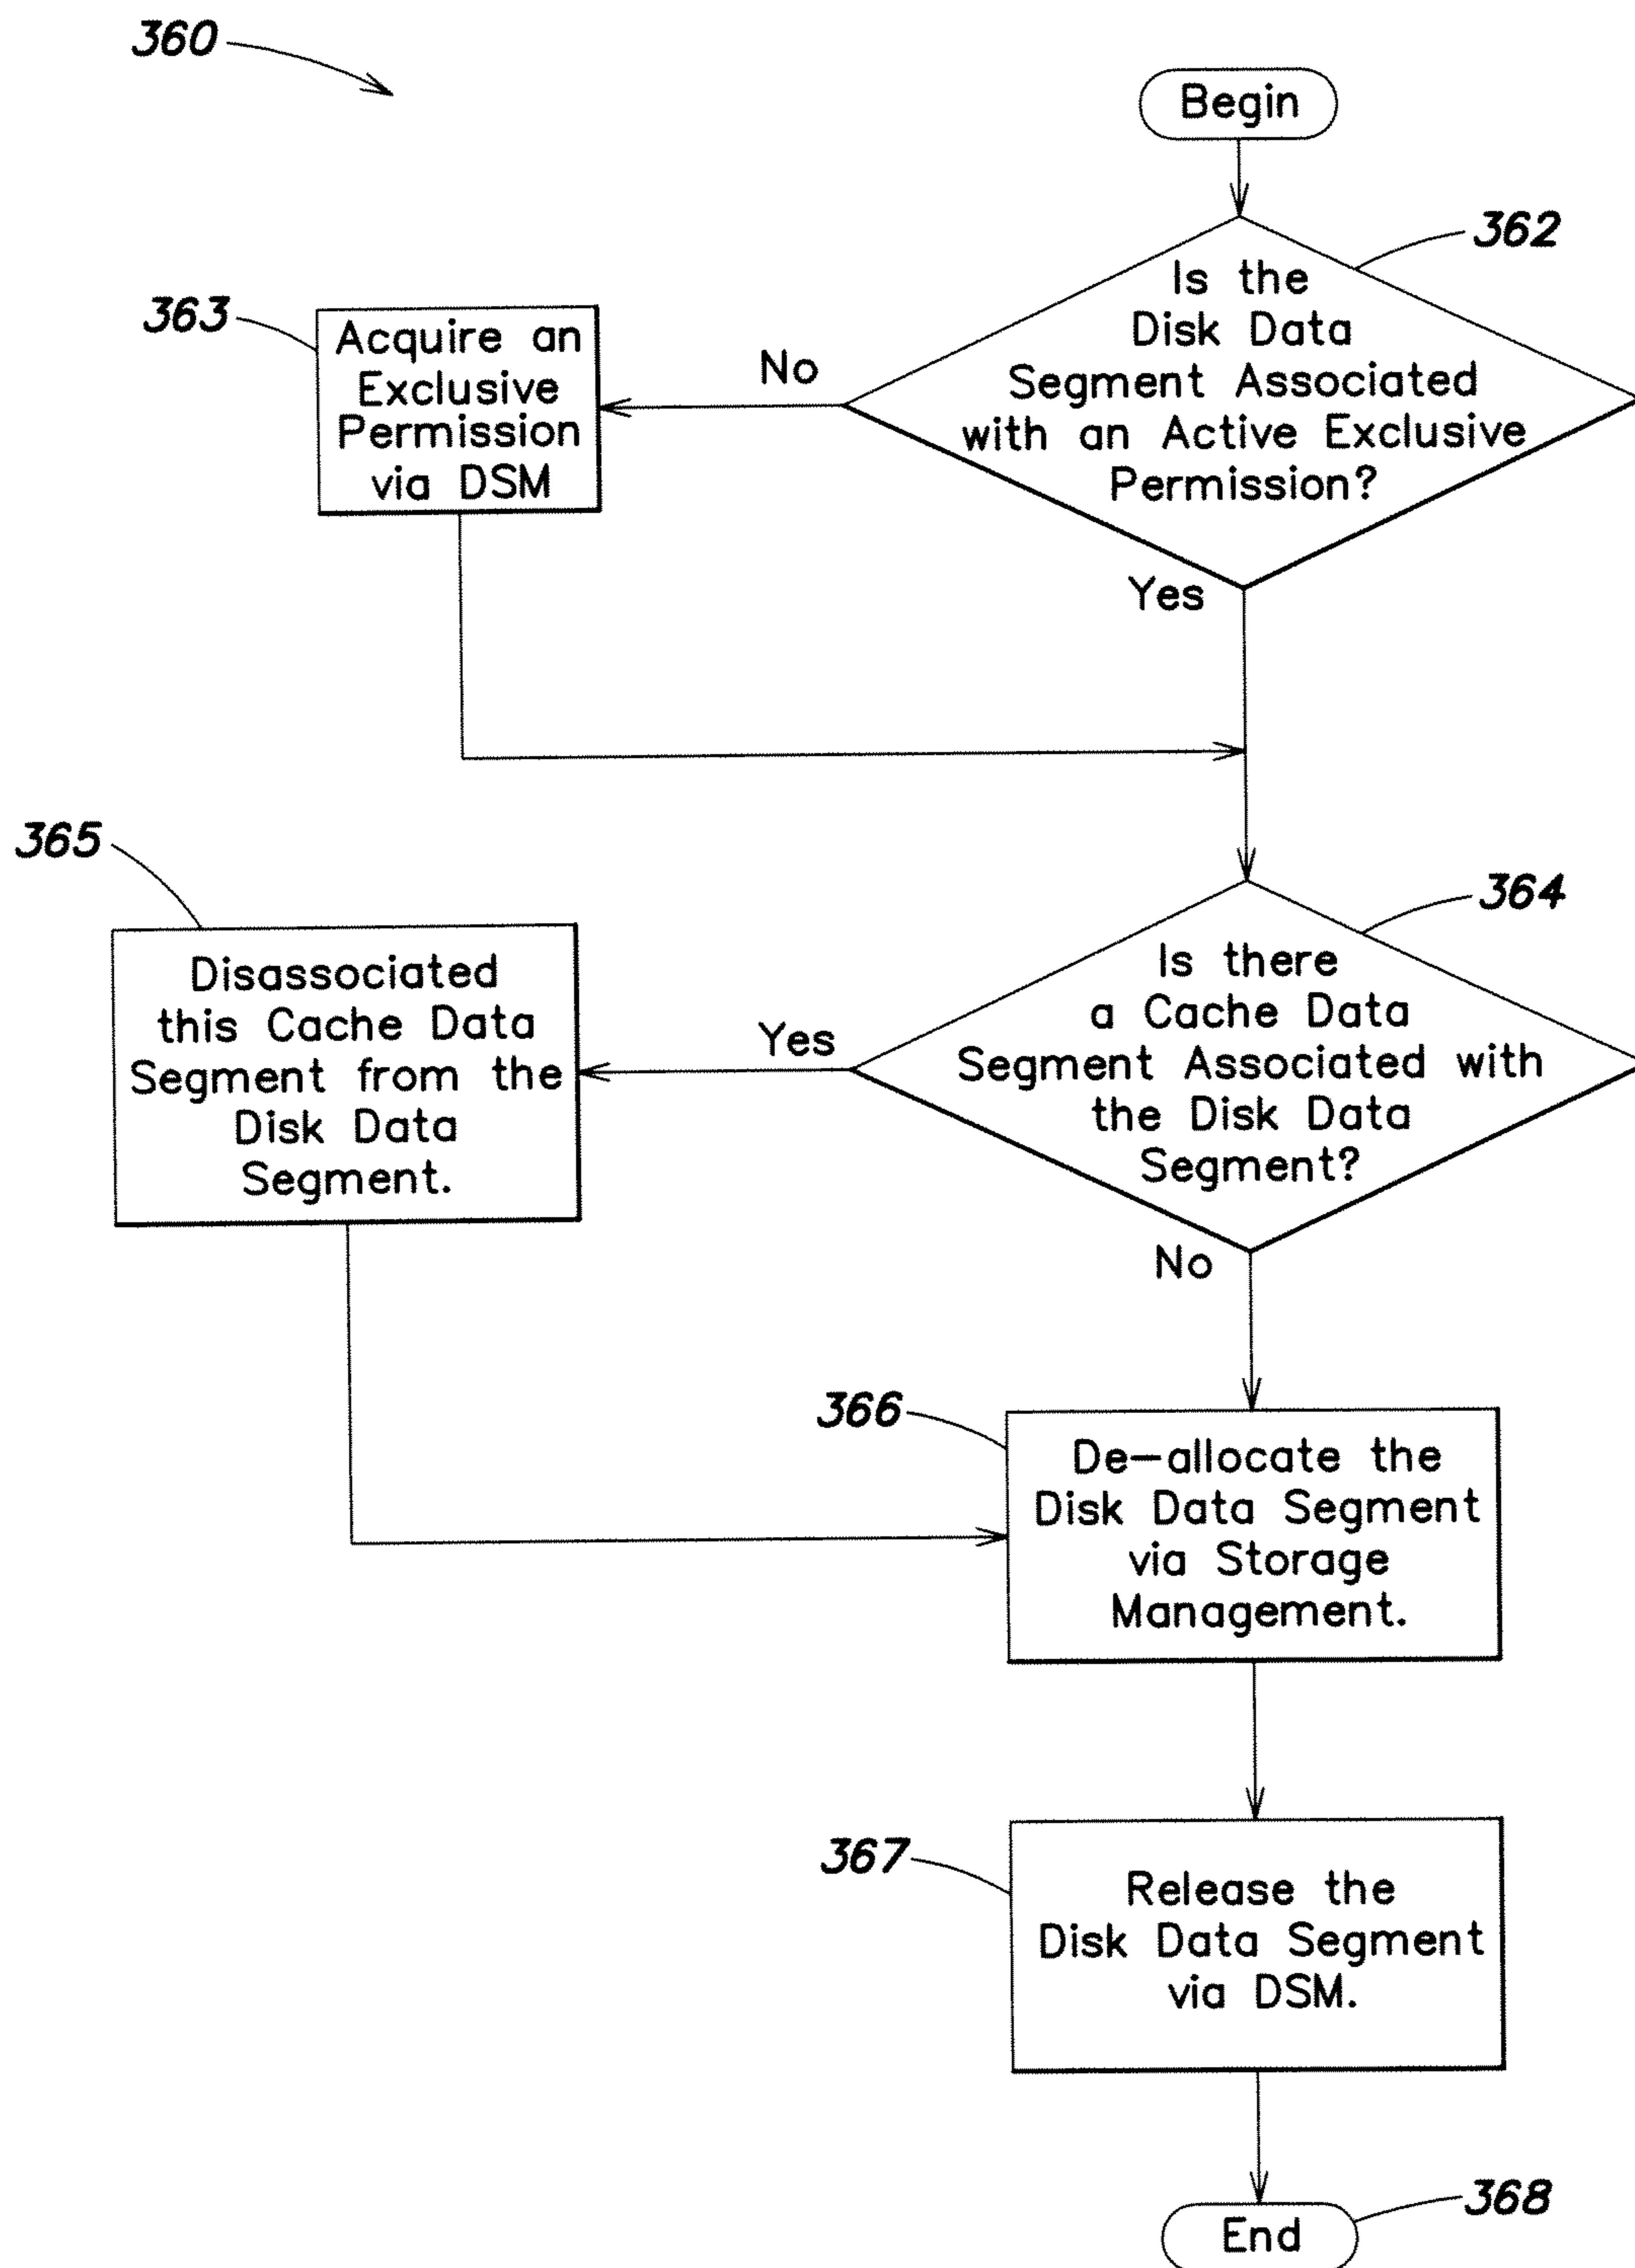 360
Begin
362
Is the
Disk Data
Segment Associated
with an Active Exclusive
Permission?
No
Yes
363
Acquire an
Exclusive
Permission
via DSM
364
Is there
a Cache Data
Segment Associated with
the Disk Data
Segment?
Yes
No
365
Disassociated
this Cache Data
Segment from the
Disk Data
Segment.
366
De-allocate the
Disk Data Segment
via Storage
Management.
367
Release the
Disk Data Segment
via DSM.
368
End